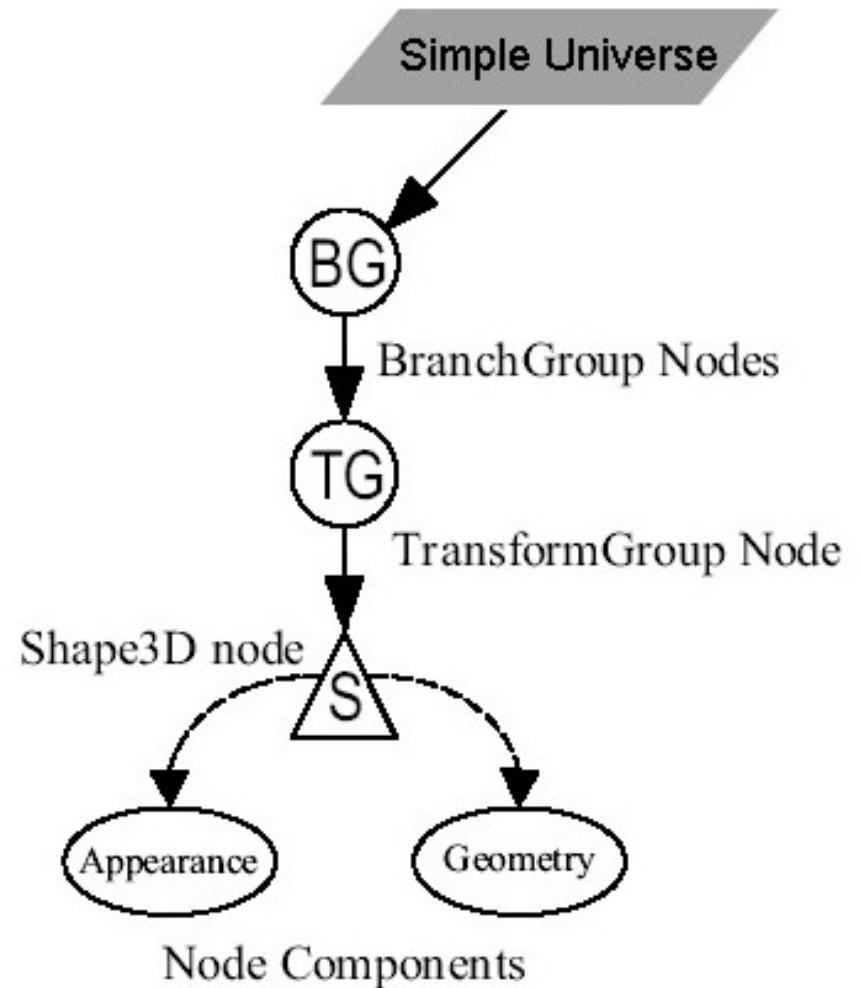 Simple Universe
BG
BranchGroup Nodes
TG
TransformGroup Node
Shape3D node
S
Appearance
Geometry
Node Components